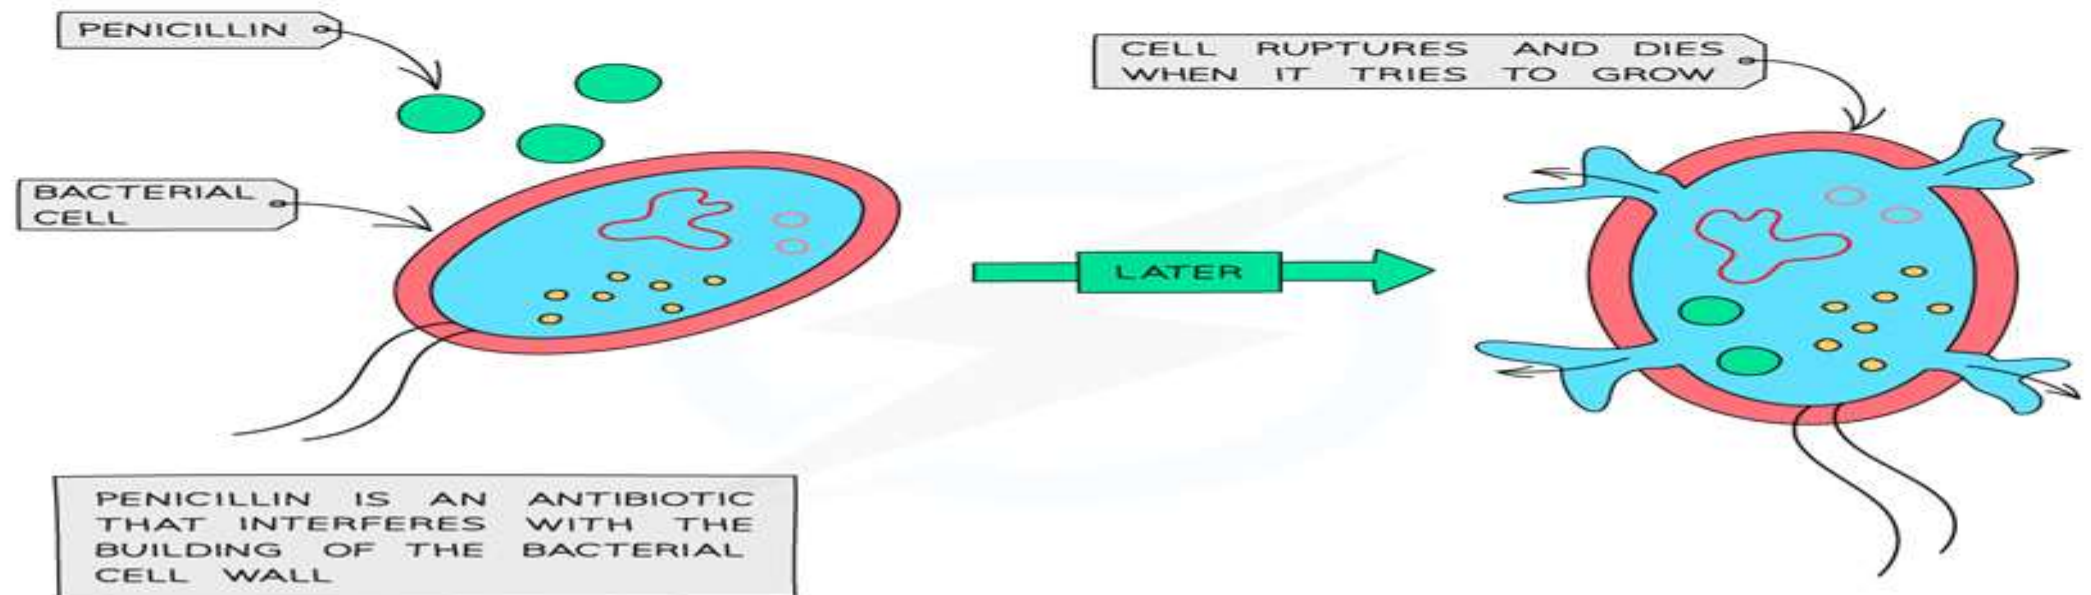 PENICILLIN
BACTERIAL
CELL
PENICILLIN IS AN ANTIBIOTIC
THAT INTERFERES WITH THE
BUILDING OF THE BACTERIAL
CELL WALL
LATER
CELL RUPTURES AND DIES
WHEN IT TRIES TO GROW